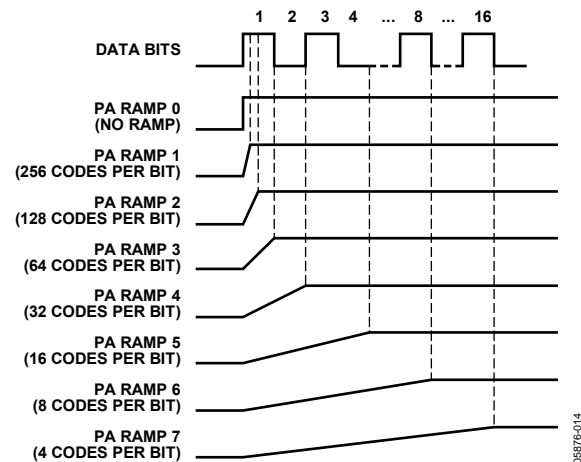 1 2 3 4 ... 8 ... 16
DATA BITS
PA RAMP 0
(NO RAMP)
PA RAMP 1
(256 CODES PER BIT)
PA RAMP 2
(128 CODES PER BIT)
PA RAMP 3
(64 CODES PER BIT)
PA RAMP 4
(32 CODES PER BIT)
PA RAMP 5
(16 CODES PER BIT)
PA RAMP 6
(8 CODES PER BIT)
PA RAMP 7
(4 CODES PER BIT)
05876-014